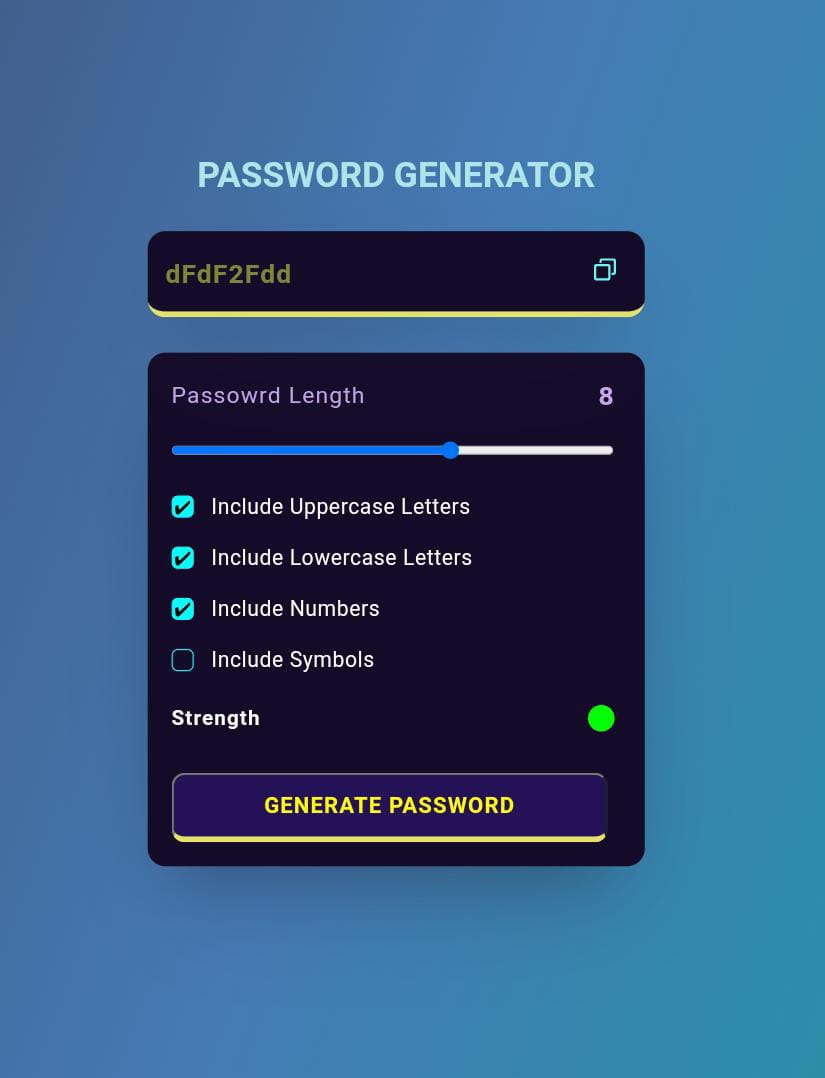 PASSWORD GENERATOR
dFdF2Fdd
Passowrd Length 8
Include Uppercase Letters
Include Lowercase Letters
Include Numbers
Include Symbols
Strength
GENERATE PASSWORD